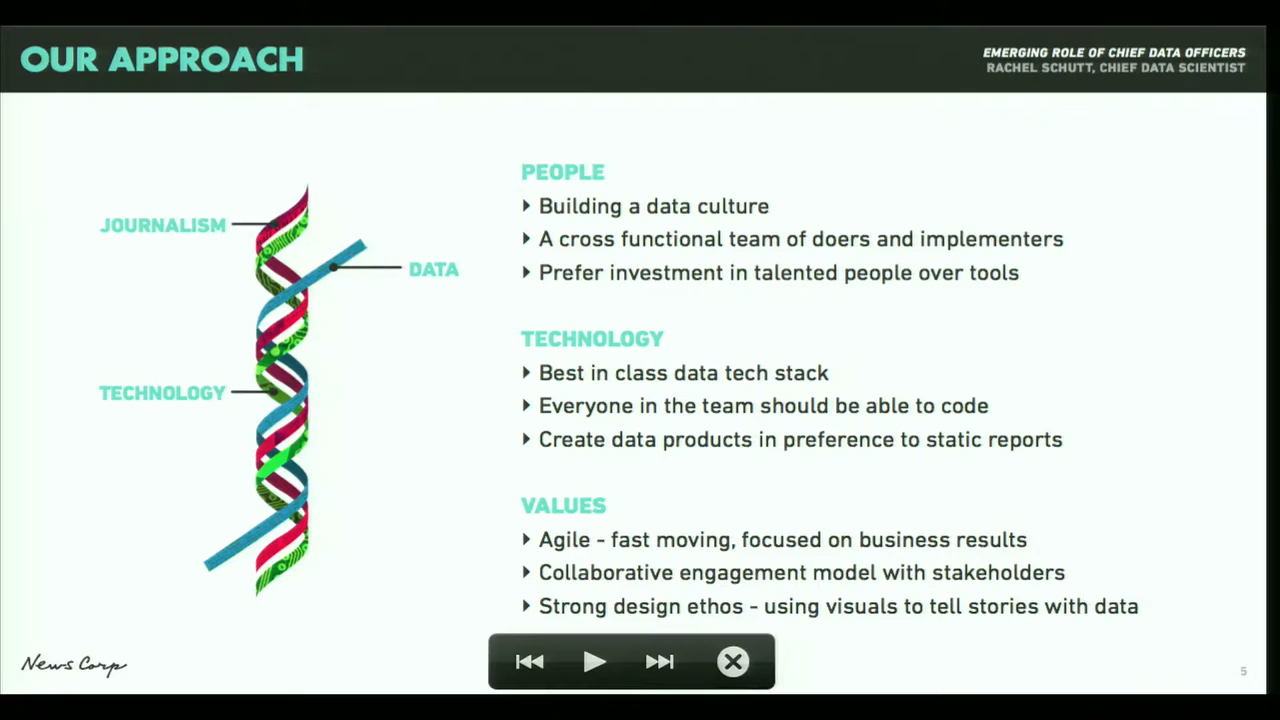 OUR APPROACH
EMERGING ROLE OF CHIEF DATA OFFICERS
RACHEL SCHUTT, CHIEF DATA SCIENTIST
JOURNALISM
DATA
TECHNOLOGY
PEOPLE
Building a data culture
A cross functional team of doers and implementers
Prefer investment in talented people over tools
TECHNOLOGY
Best in class data tech stack
Everyone in the team should be able to code
Create data products in preference to static reports
VALUES
Agile - fast moving, focused on business results
Collaborative engagement model with stakeholders
Strong design ethos - using visuals to tell stories with data
News Corp
5